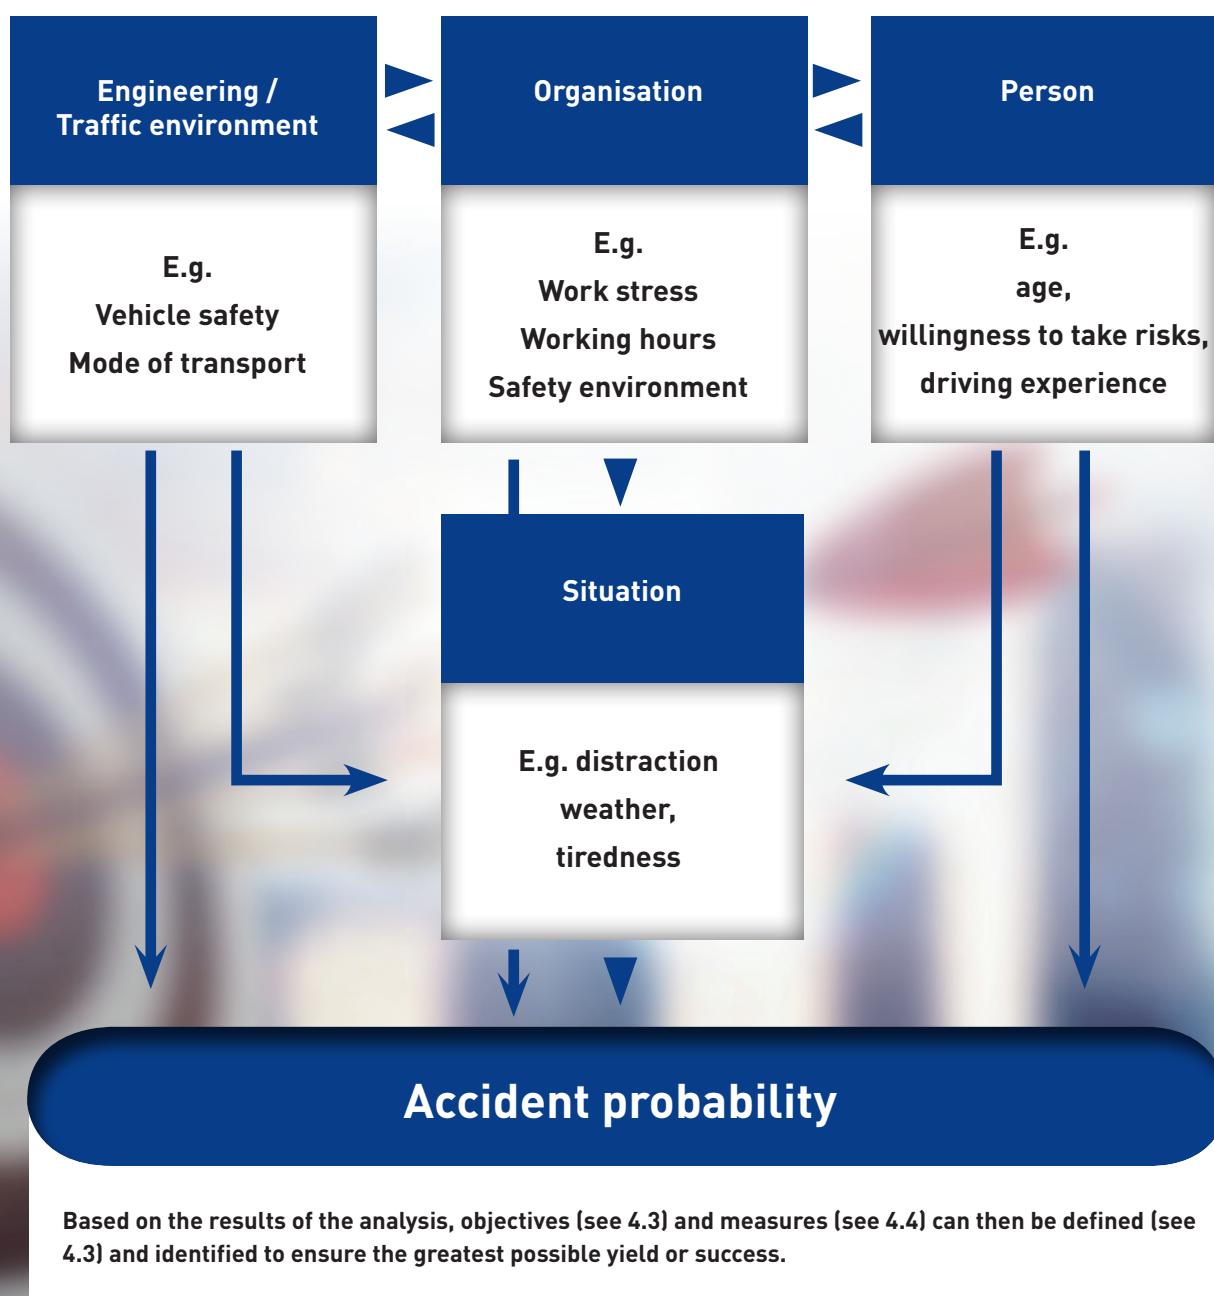 Engineering /
Traffic environment
Organisation
Person
E.g.
Vehicle safety
Mode of transport
E.g.
Work stress
Working hours
Safety environment
E.g.
age,
willingness to take risks,
driving experience
Situation
E.g. distraction
weather,
tiredness
Accident probability
Based on the results of the analysis, objectives (see 4.3) and measures (see 4.4) can then be defined (see
4.3) and identified to ensure the greatest possible yield or success.